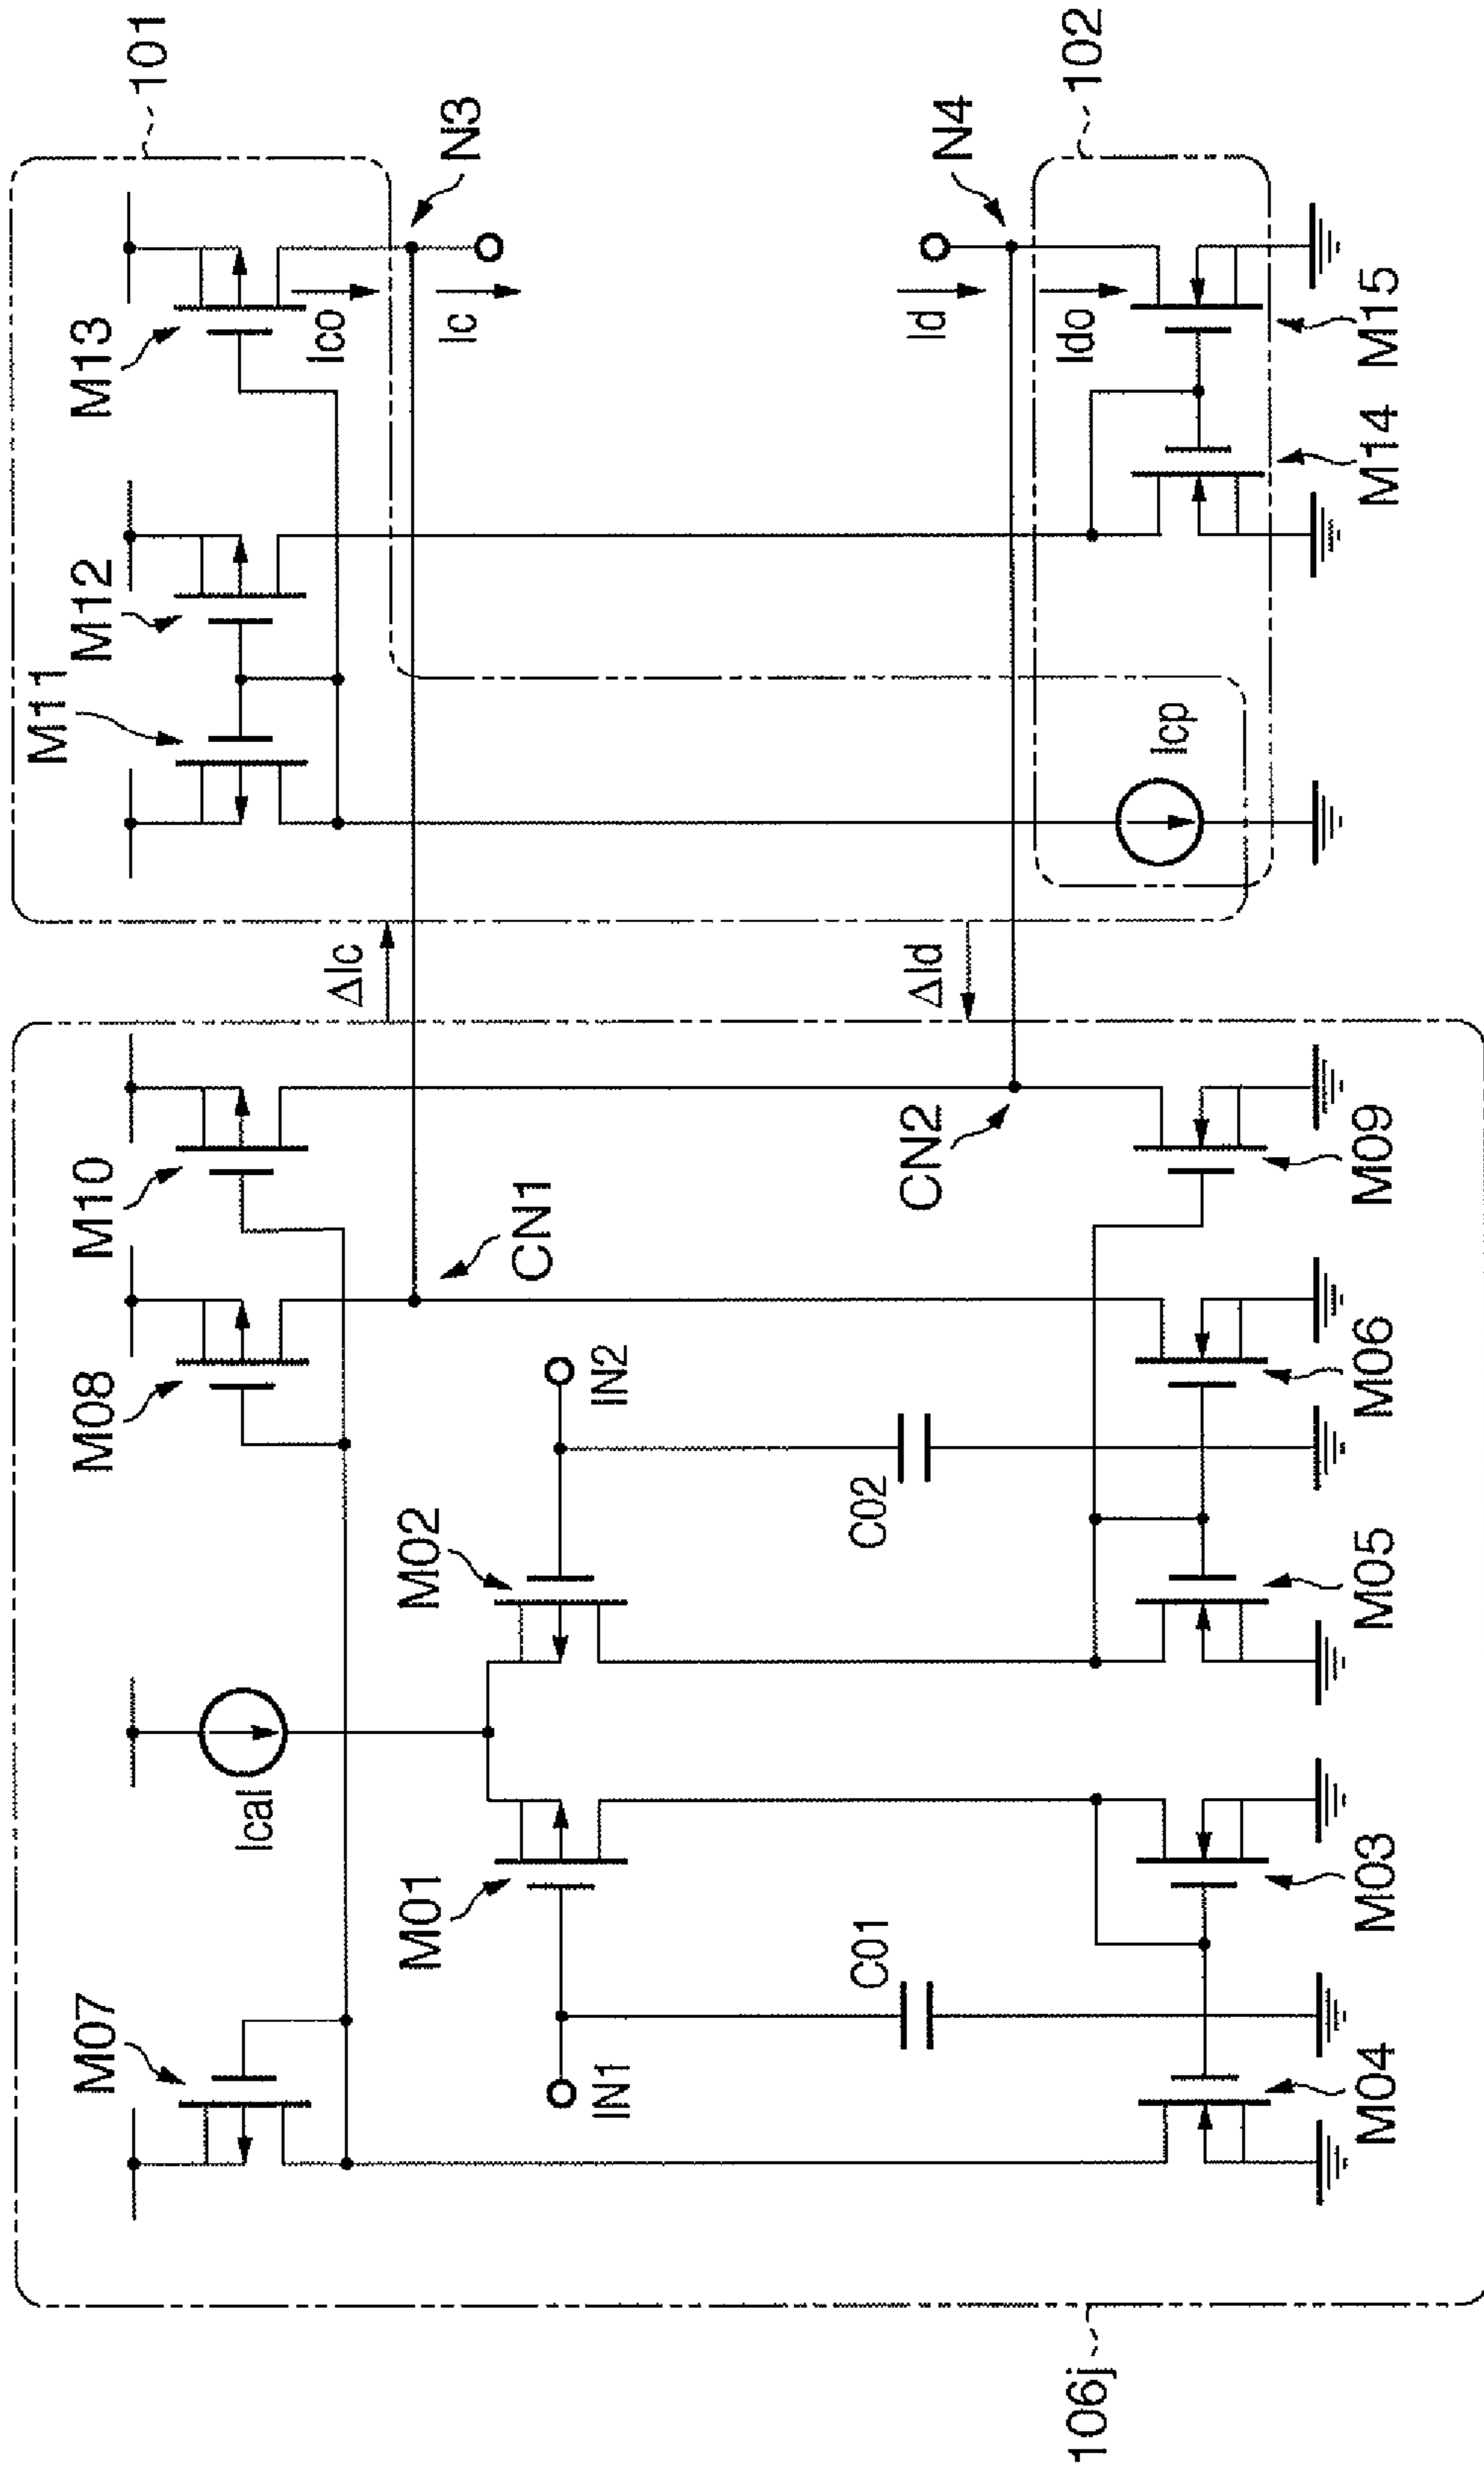 101
M11
M12
M13
Ico
N3
Ic
Icp
Id
N4
Ido
102
M14
M15
ΔIc
ΔId
106j
M07
M08
M10
Ical
CN1
M01
M02
IN1
IN2
C01
C02
CN2
M04
M03
M05
M06
M09